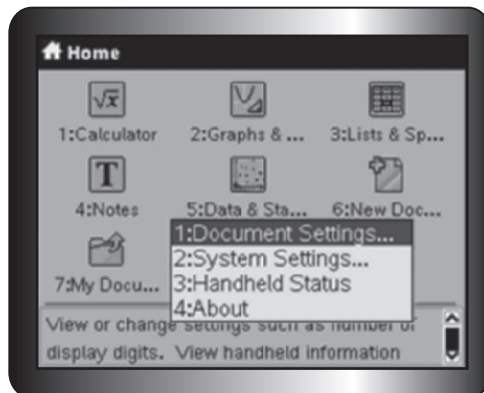 Home
√x
1:Calculator
2:Graphs & ...
3:Lists & Sp...
T
4:Notes
5:Data & Sta...
6:New Doc...
7:My Docu...
1:Document Settings...
2:System Settings...
3:Handheld Status
4:About
View or change settings such as number of
display digits. View handheld information